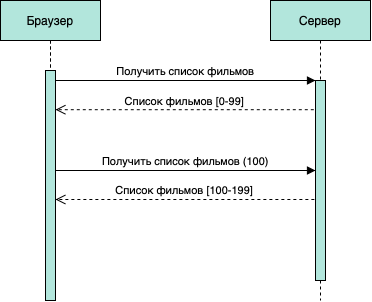 Браузер
Сервер
Получить список фильмов
Список фильмов [0-99]
Получить список фильмов (100)
Список фильмов [100-199]